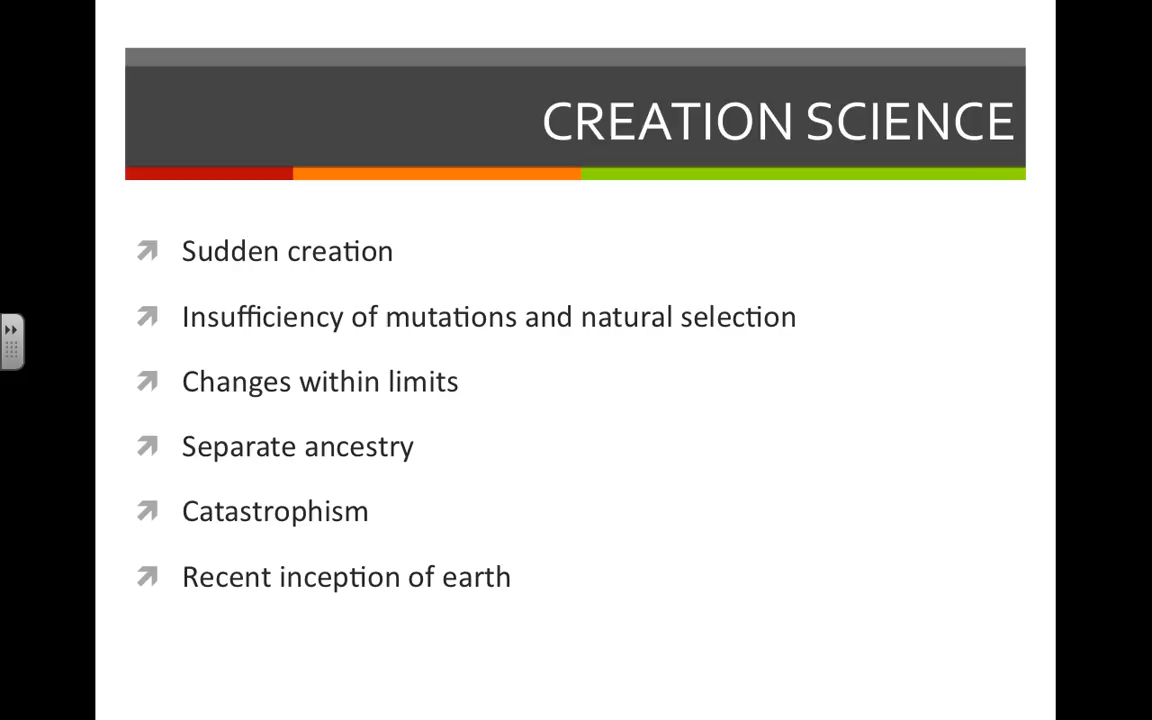 CREATION SCIENCE
Sudden creation
Insufficiency of mutations and natural selection
Changes within limits
Separate ancestry
Catastrophism
Recent inception of earth